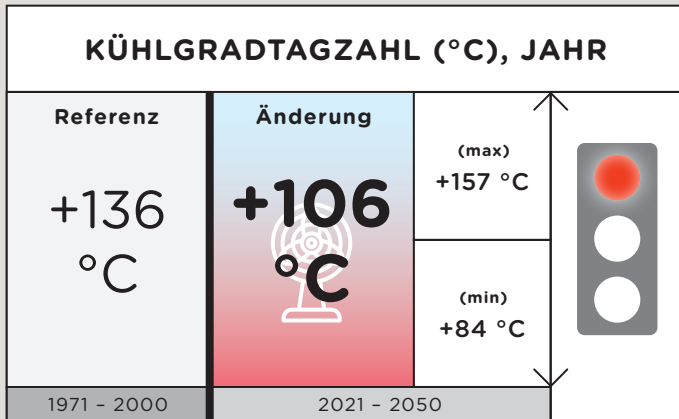 KÜHLGRADTAGZAHL (°C), JAHR
Referenz
+136
°C
Änderung
+106
°C
(max)
+157 °C
(min)
+84 °C
1971 – 2000
2021 – 2050